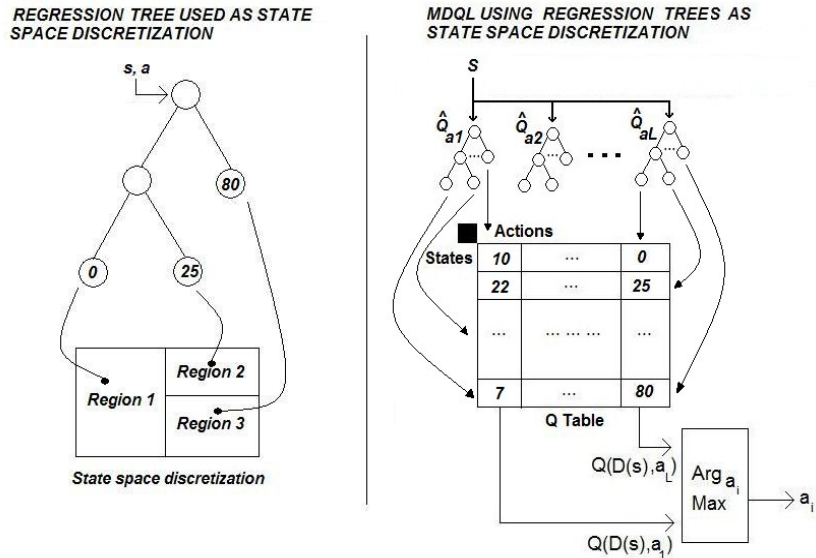 REGRESSION TREE USED AS STATE
SPACE DISCRETIZATION
s, a
80
0
25
Region 1
Region 2
Region 3
State space discretization
MDQL USING REGRESSION TREES AS
STATE SPACE DISCRETIZATION
S
Q̂a1
Q̂a2
...
Q̂aL
Actions
States
10 ... 0
22 ... 25
... ... ... ... ...
7 ... 80
Q Table
Q(D(s),aL)
Q(D(s),a1)
Arg ai
Max
ai